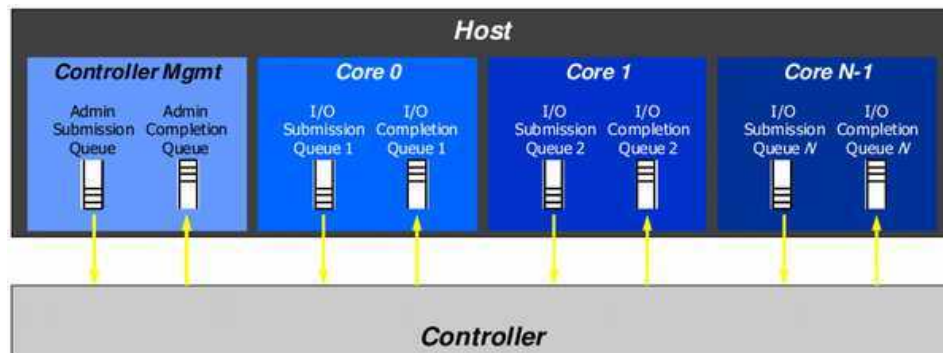 Host
Controller Mgmt
Admin
Submission
Queue
Admin
Completion
Queue
Core 0
I/O
Submission
Queue 1
I/O
Completion
Queue 1
Core 1
I/O
Submission
Queue 2
I/O
Completion
Queue 2
Core N-1
I/O
Submission
Queue N
I/O
Completion
Queue N
Controller